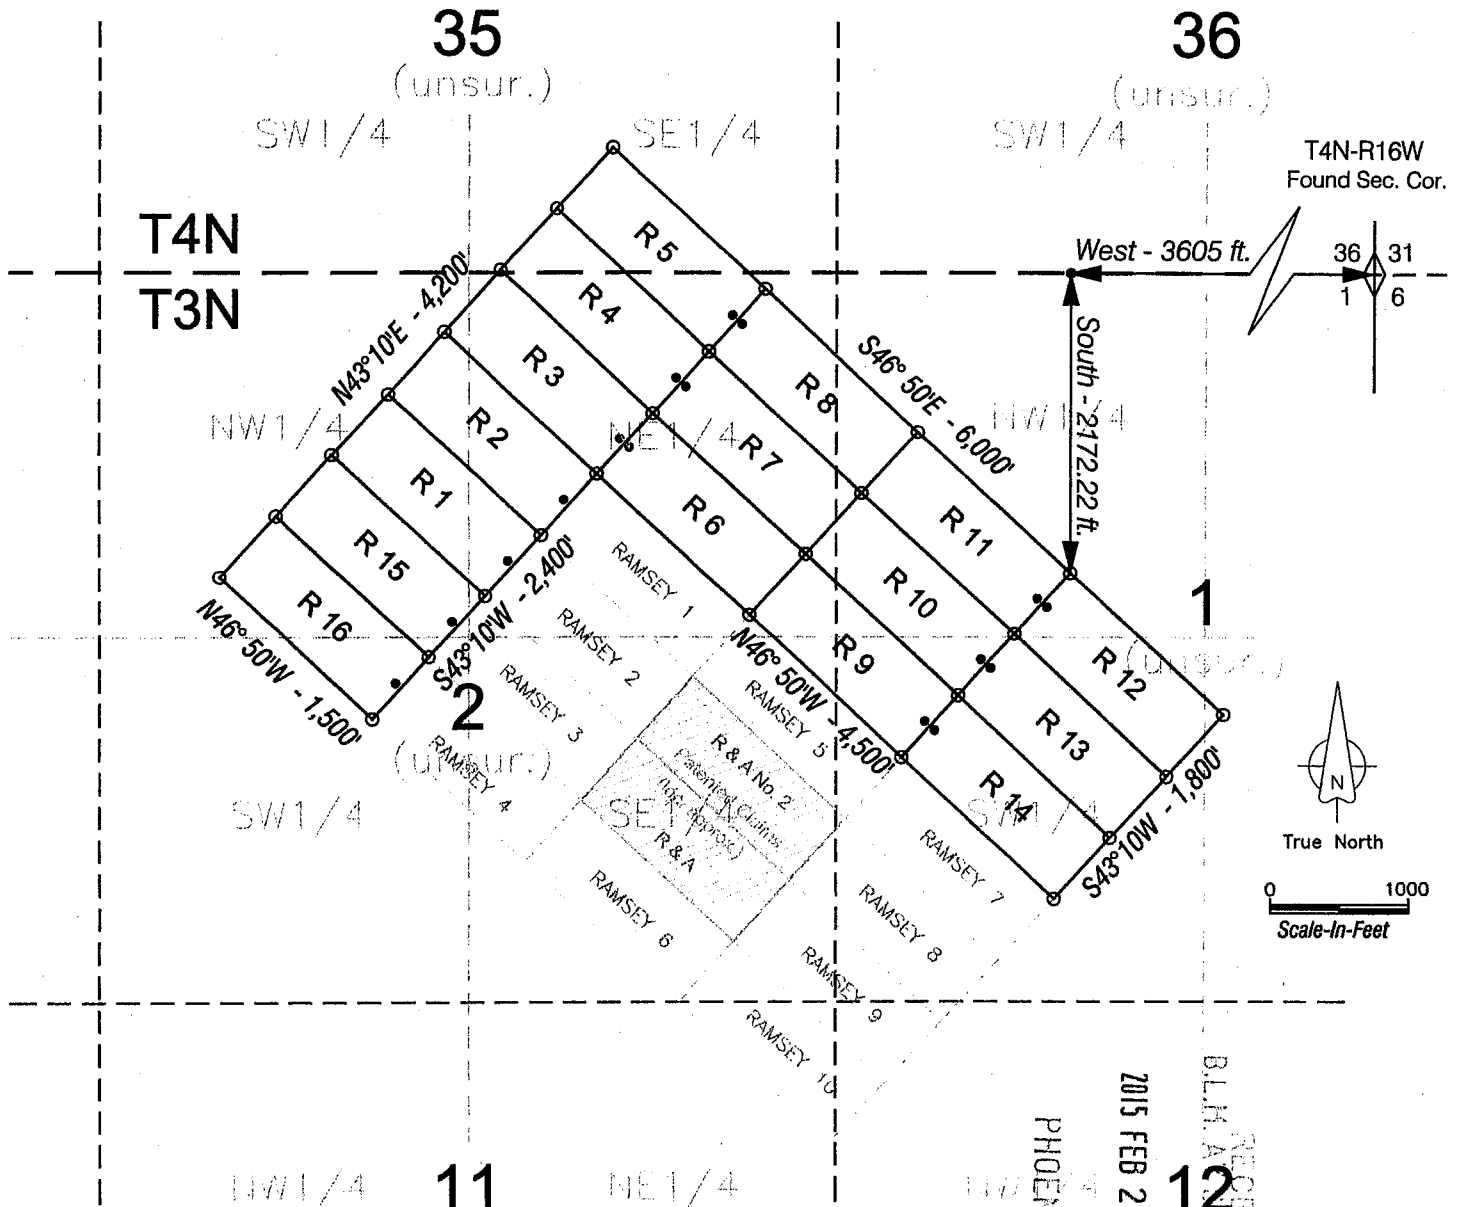 35
(unsur.)
36
(unsur.)
SW1/4
SE1/4
SW1/4
T4N-R16W
Found Sec. Cor.
T4N
T3N
West - 3605 ft.
36 31
1 6
South - 2172.22 ft.
N43°10'E - 4,200'
S46° 50'E - 6,000'
NW1/4
NE1/4
NW1/4
R 5
R 4
R 3
R 2
R 1
R 15
R 16
R 8
R 7
R 6
R 11
R 10
R 9
R 12
R 13
R 14
N46° 50'W - 1,500'
S43°10'W - 2,400'
N46° 50'W - 4,500'
S43°10'W - 1,800'
2
(unsur.)
1
(unsur.)
RAMSEY 1
RAMSEY 2
RAMSEY 3
RAMSEY 4
RAMSEY 5
R & A No. 2
Patented Claims
(loc. approx.)
R & A
RAMSEY 6
RAMSEY 7
RAMSEY 8
RAMSEY 9
RAMSEY 10
SW1/4
SE1/4
SW1/4
N
True North
0 1000
Scale-In-Feet
B.L.M.
2015 FEB 2
NW1/4
11
NE1/4
12